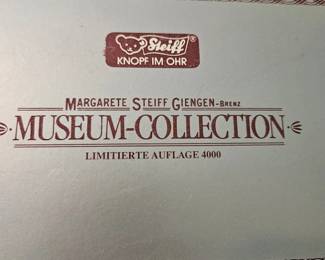 Steiff ®
KNOPF IM OHR
MARGARETE STEIFF GIENGEN-BRENZ
MUSEUM-COLLECTION
LIMITIERTE AUFLAGE 4000